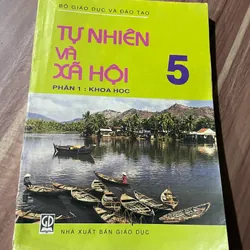 BỘ GIÁO DỤC VÀ ĐÀO TẠO
TỰ NHIÊN
VÀ
XÃ HỘI 5
PHẦN 1 : KHOA HỌC
NHÀ XUẤT BẢN GIÁO DỤC